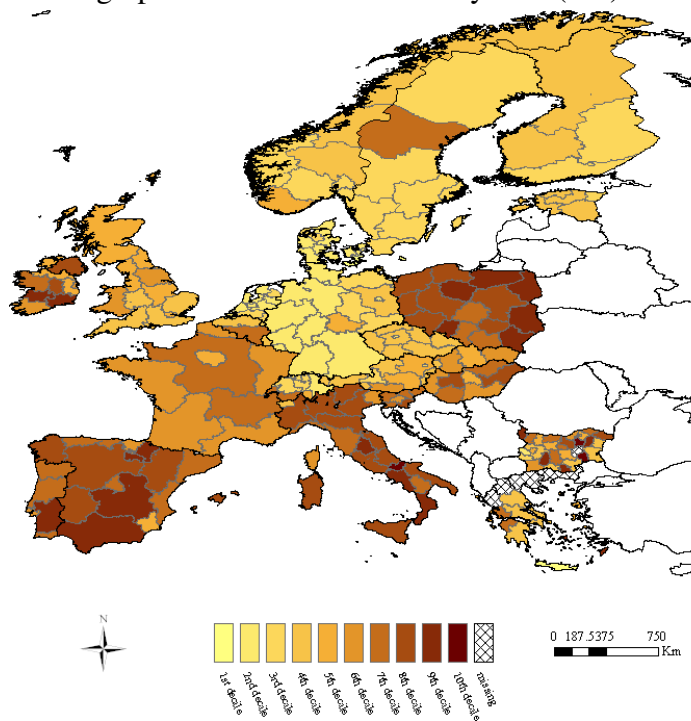 N
1st decile
2nd decile
3rd decile
4th decile
5th decile
6th decile
7th decile
8th decile
9th decile
10th decile
missing
0 187.5375 750
Km